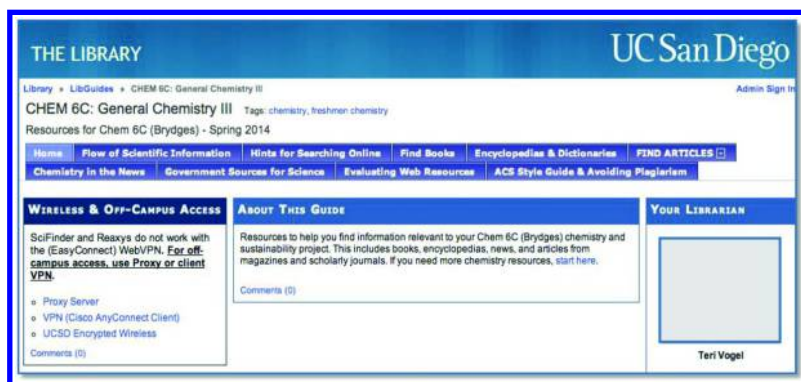 THE LIBRARY
UC San Diego
Library » LibGuides » CHEM 6C: General Chemistry III
Admin Sign In
CHEM 6C: General Chemistry III Tags: chemistry, freshmen chemistry
Resources for Chem 6C (Brydges) - Spring 2014
Home Flow of Scientific Information Hints for Searching Online Find Books Encyclopedias & Dictionaries FIND ARTICLES
Chemistry in the News Government Sources for Science Evaluating Web Resources ACS Style Guide & Avoiding Plagiarism
WIRELESS & OFF-CAMPUS ACCESS
SciFinder and Reaxys do not work with
the (EasyConnect) WebVPN. For off-
campus access, use Proxy or client
VPN.
Proxy Server
VPN (Cisco AnyConnect Client)
UCSD Encrypted Wireless
Comments (0)
ABOUT THIS GUIDE
Resources to help you find information relevant to your Chem 6C (Brydges) chemistry and
sustainability project. This includes books, encyclopedias, news, and articles from
magazines and scholarly journals. If you need more chemistry resources, start here.
Comments (0)
YOUR LIBRARIAN
Teri Vogel